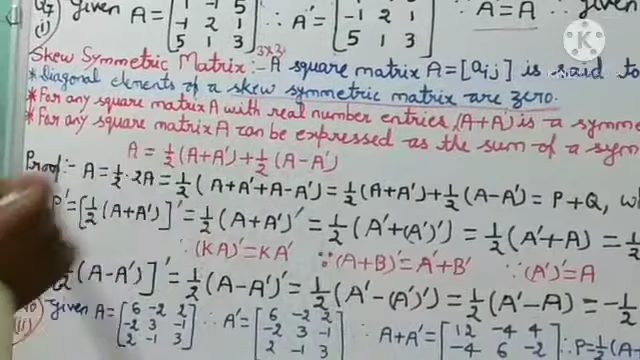 Q7 given A = [1 -1 5 ∴ A' = [ -1 2 1 ∴ A' = A ∴ given
(i) -1 2 1 5 1 3
5 1 3] 3x3
Skew Symmetric Matrix:- A square matrix A = [aij] is said to
*Diagonal elements of a skew symmetric matrix are zero.
*For any square matrix A with real number entries, (A+A') is a symme
*For any square matrix A can be expressed as the sum of a sym
A = 1/2 (A+A') + 1/2 (A-A')
Proof:- A = 1/2 · 2A = 1/2 (A+A'+A-A') = 1/2 (A+A') + 1/2 (A-A') = P+Q, w
P' = [1/2 (A+A')]' = 1/2 (A+A')' = 1/2 (A'+(A')') = 1/2 (A'+A) = 1/2
∵ (KA)' = KA' ∵ (A+B)' = A'+B' ∵ (A')' = A
(A-A')]' = 1/2 (A-A')' = 1/2 (A'-(A')') = 1/2 (A'-A) = -1/2
(ii) given A = [6 -2 2 ∴ A' = [6 -2 2 ∴ A+A' = [12 -4 4 ∴ P = 1/2 (A
-2 3 -1 -2 3 -1 -4 6 -2
2 -1 3] 2 -1 3]
KINEMASTER